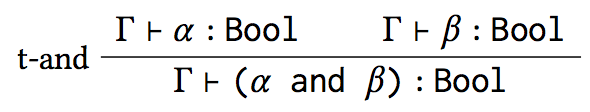 Γ ⊢ α : Bool Γ ⊢ β : Bool
t-and
Γ ⊢ (α and β) : Bool